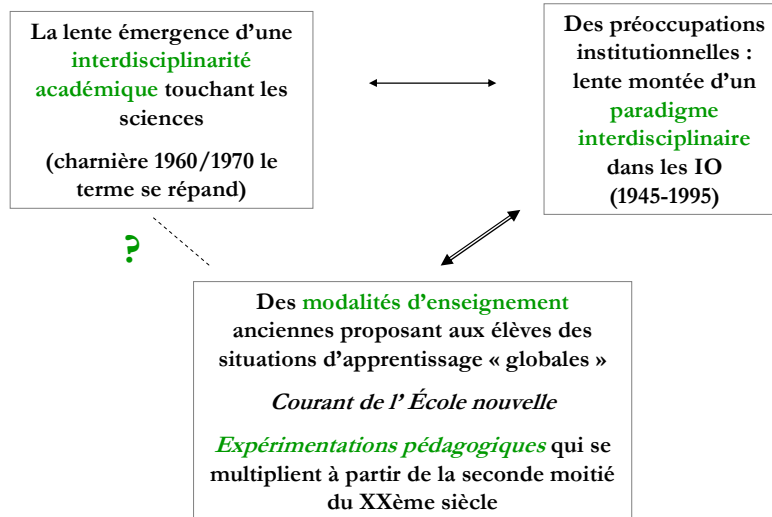 La lente émergence d'une
interdisciplinarité
académique touchant les
sciences
(charnière 1960/1970 le
terme se répand)
Des préoccupations
institutionnelles :
lente montée d'un
paradigme
interdisciplinaire
dans les IO
(1945-1995)
?
Des modalités d'enseignement
anciennes proposant aux élèves des
situations d'apprentissage « globales »
Courant de l' École nouvelle
Expérimentations pédagogiques qui se
multiplient à partir de la seconde moitié
du XXème siècle